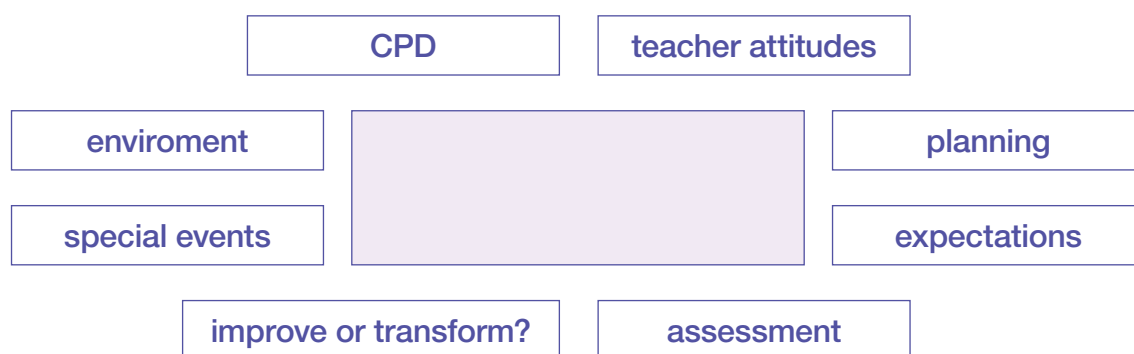 CPD
teacher attitudes
enviroment
planning
special events
expectations
improve or transform?
assessment